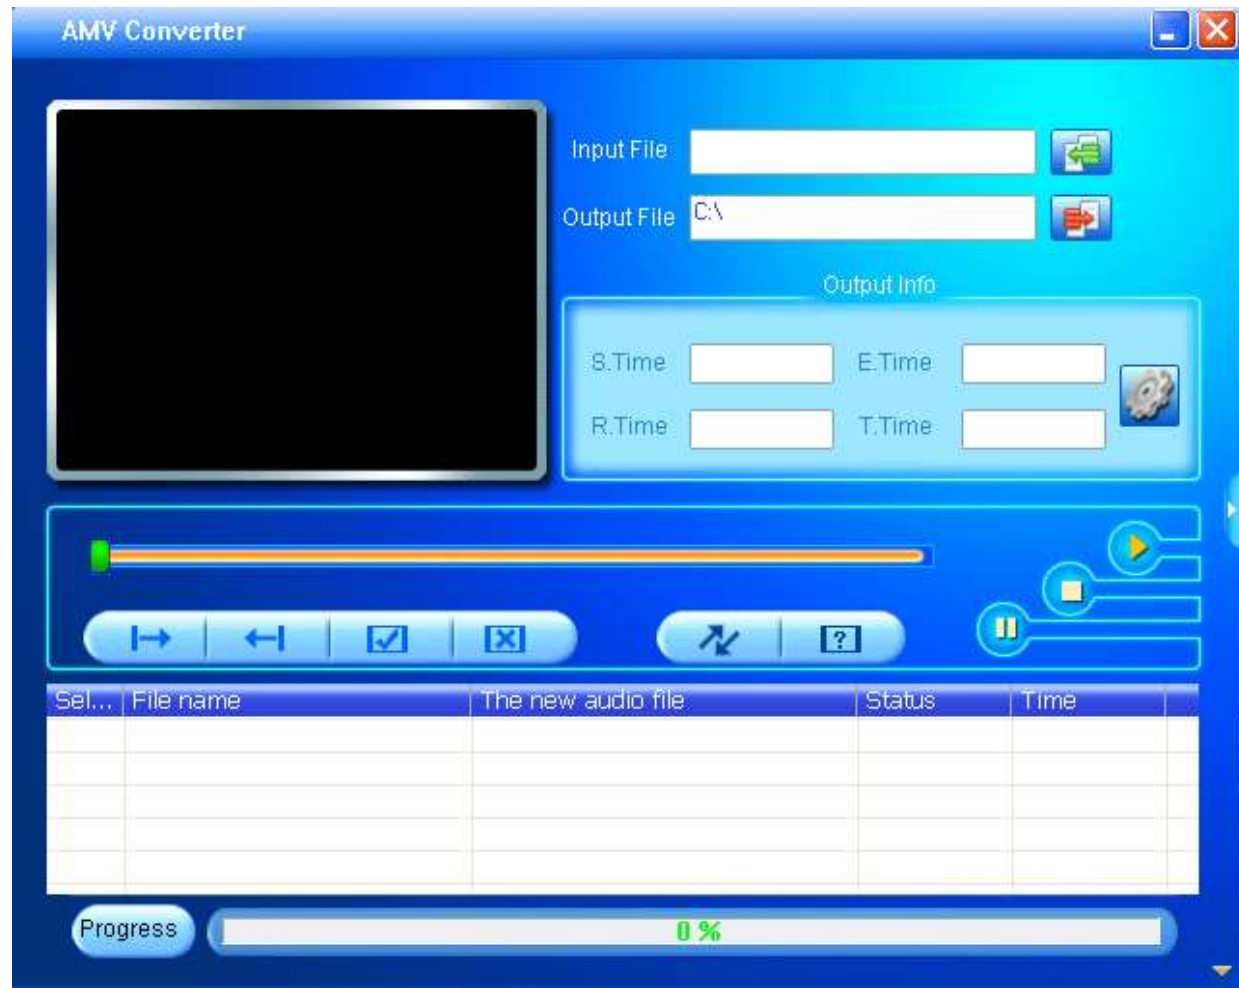 AMV Converter
Input File
Output File C:\
Output Info
S.Time E.Time
R.Time T.Time
?
Sel... File name The new audio file Status Time
Progress 0 %